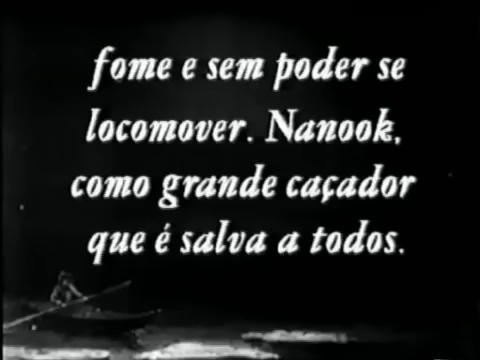 fome e sem poder se
locomover. Nanook,
como grande caçador
que é salva a todos.